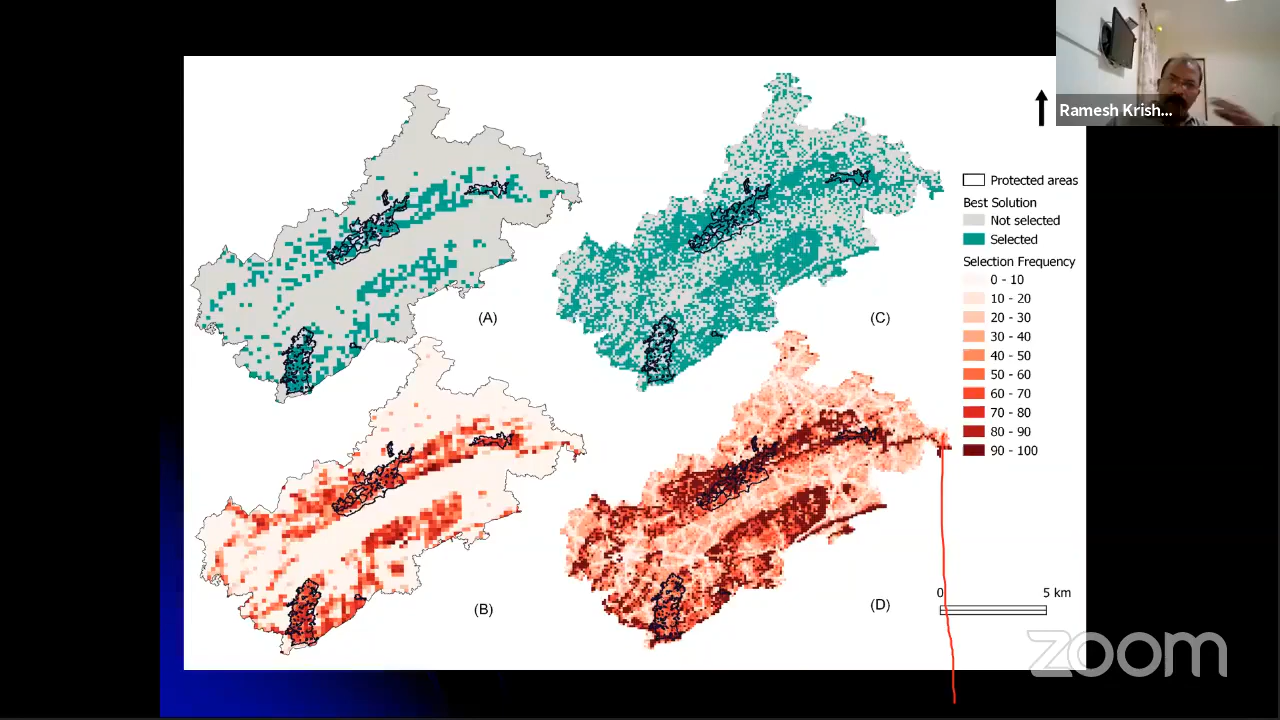 Ramesh Krish...
Protected areas
Best Solution
Not selected
Selected
Selection Frequency
0 - 10
10 - 20
20 - 30
30 - 40
40 - 50
50 - 60
60 - 70
70 - 80
80 - 90
90 - 100
(A)
(C)
(B)
(D)
0 5 km
zoom